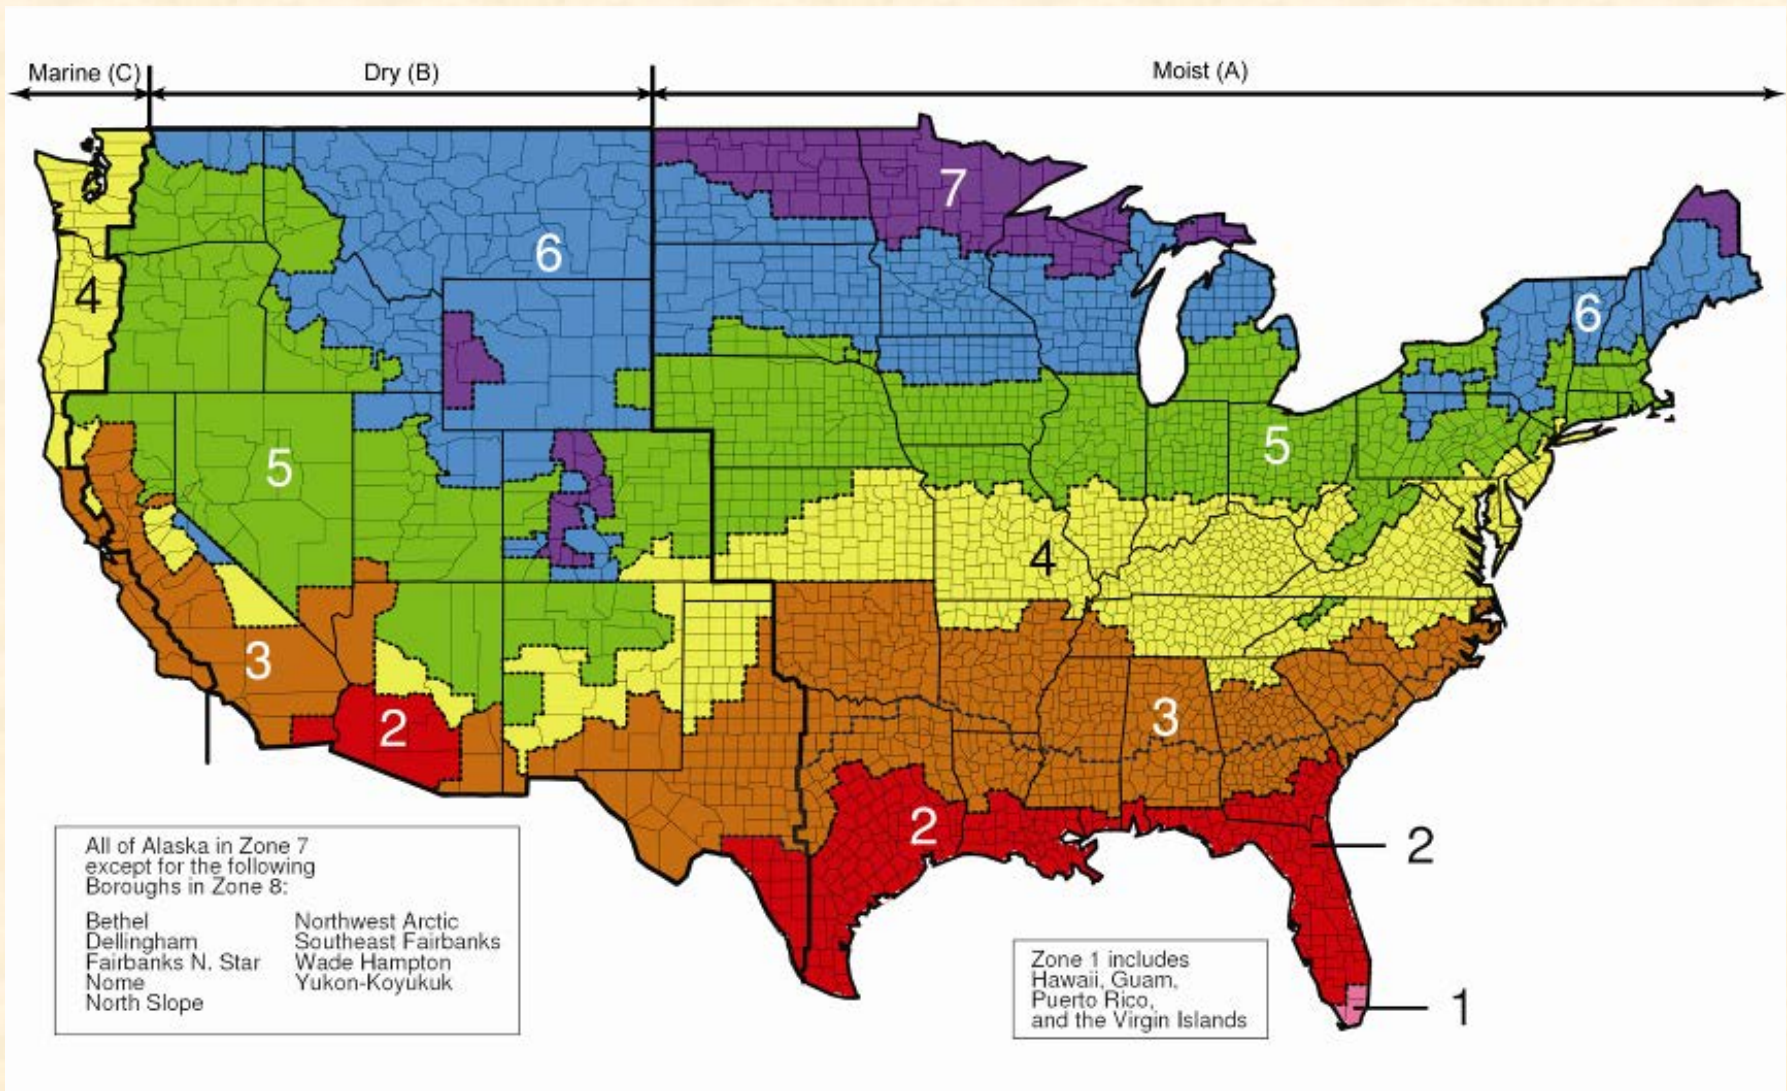 Marine (C)
Dry (B)
Moist (A)
7
6
4
6
5
5
4
3
2
3
2
2
1
All of Alaska in Zone 7
except for the following
Boroughs in Zone 8:
Bethel
Dellingham
Fairbanks N. Star
Nome
North Slope
Northwest Arctic
Southeast Fairbanks
Wade Hampton
Yukon-Koyukuk
Zone 1 includes
Hawaii, Guam,
Puerto Rico,
and the Virgin Islands